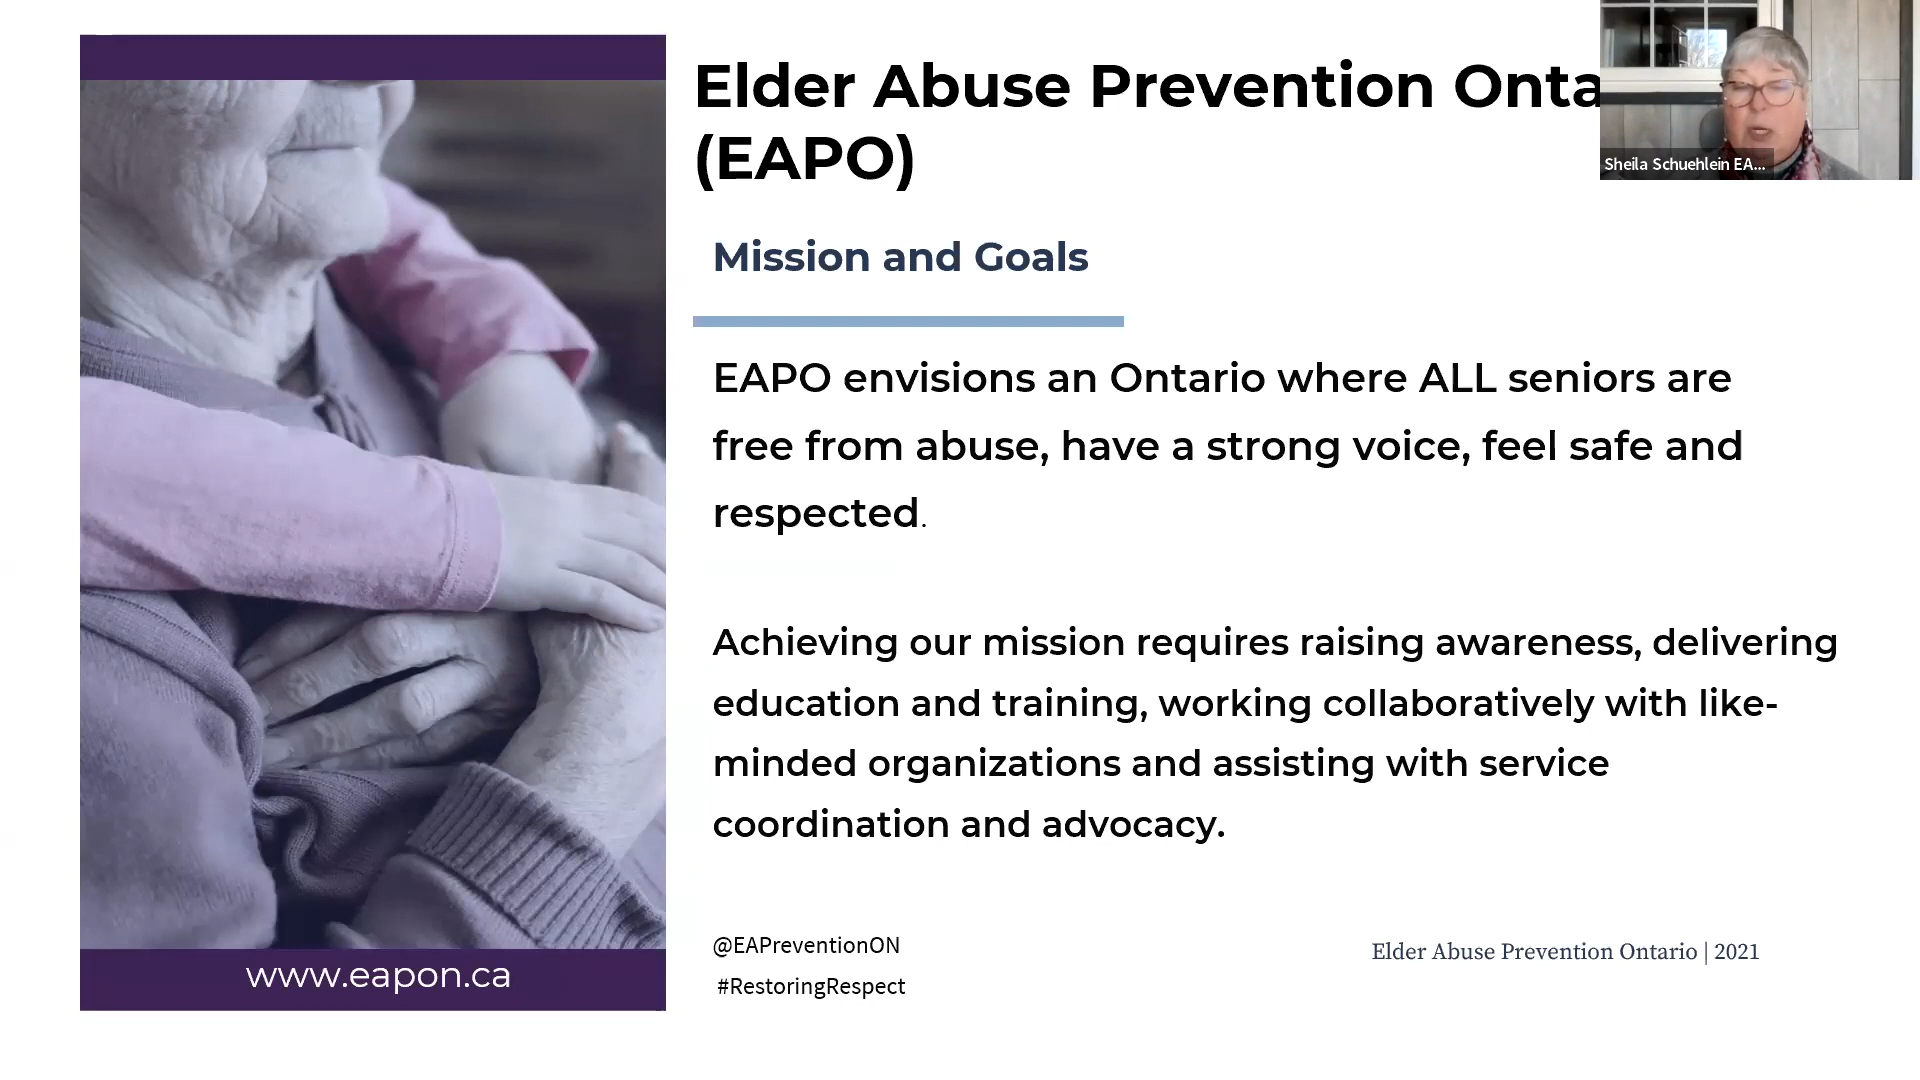 Elder Abuse Prevention Onta
(EAPO)
Sheila Schuehlein EA...
Mission and Goals
EAPO envisions an Ontario where ALL seniors are
free from abuse, have a strong voice, feel safe and
respected.
Achieving our mission requires raising awareness, delivering
education and training, working collaboratively with like-
minded organizations and assisting with service
coordination and advocacy.
@EAPreventionON
#RestoringRespect
Elder Abuse Prevention Ontario | 2021
www.eapon.ca